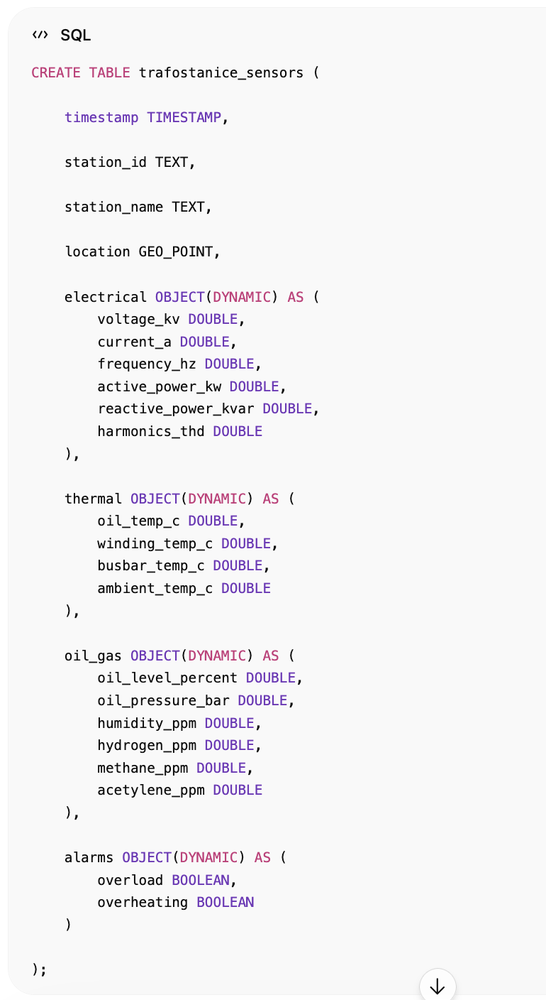 </> SQL
CREATE TABLE trafostanice_sensors (
timestamp TIMESTAMP,
station_id TEXT,
station_name TEXT,
location GEO_POINT,
electrical OBJECT(DYNAMIC) AS (
voltage_kv DOUBLE,
current_a DOUBLE,
frequency_hz DOUBLE,
active_power_kw DOUBLE,
reactive_power_kvar DOUBLE,
harmonics_thd DOUBLE
),
thermal OBJECT(DYNAMIC) AS (
oil_temp_c DOUBLE,
winding_temp_c DOUBLE,
busbar_temp_c DOUBLE,
ambient_temp_c DOUBLE
),
oil_gas OBJECT(DYNAMIC) AS (
oil_level_percent DOUBLE,
oil_pressure_bar DOUBLE,
humidity_ppm DOUBLE,
hydrogen_ppm DOUBLE,
methane_ppm DOUBLE,
acetylene_ppm DOUBLE
),
alarms OBJECT(DYNAMIC) AS (
overload BOOLEAN,
overheating BOOLEAN
)
);